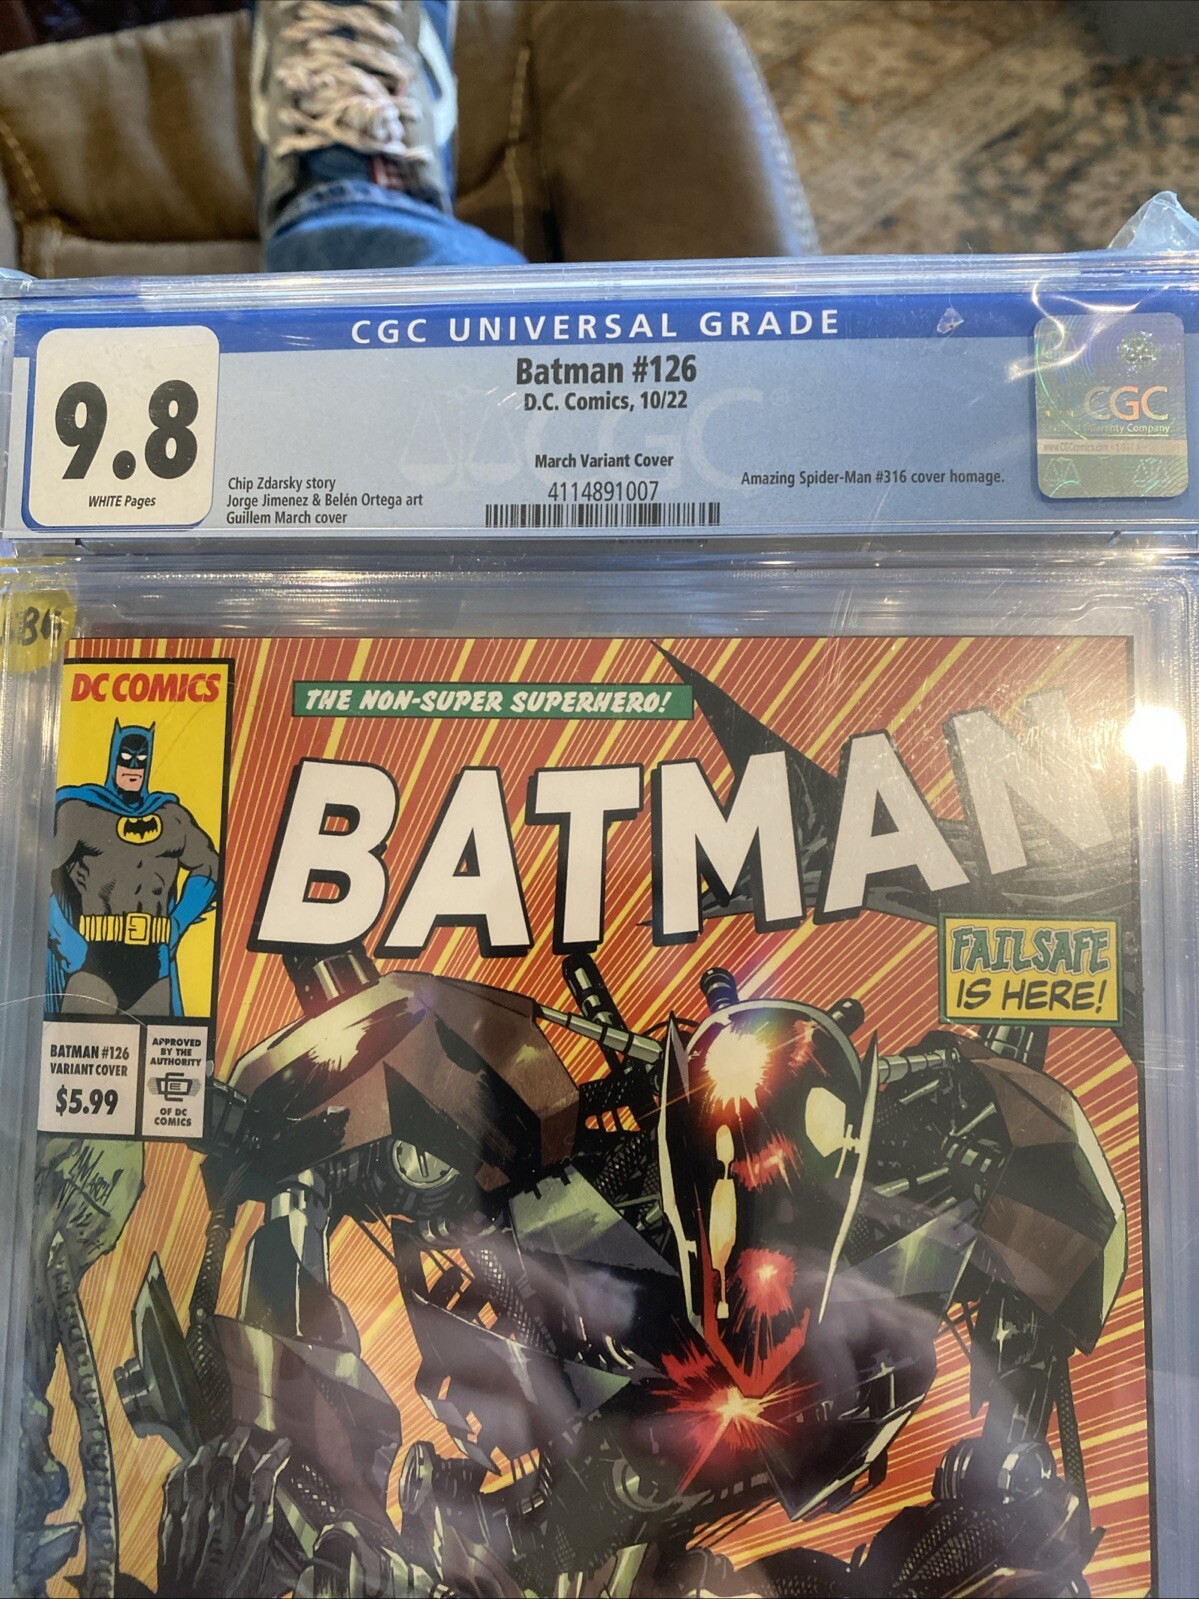 CGC UNIVERSAL GRADE
9.8
WHITE Pages
Batman #126
D.C. Comics, 10/22
March Variant Cover
4114891007
Chip Zdarsky story
Jorge Jimenez & Belén Ortega art
Guillem March cover
Amazing Spider-Man #316 cover homage.
CGC
DC COMICS
THE NON-SUPER SUPERHERO!
BATMAN
FAILSAFE
IS HERE!
BATMAN #126
VARIANT COVER
$5.99
APPROVED
BY THE
AUTHORITY
OF DC
COMICS
MARCH